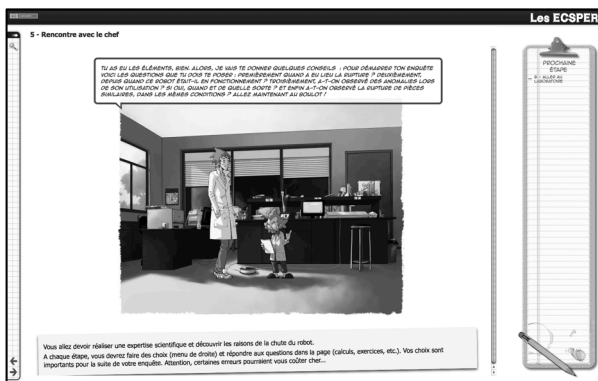 Les ECSPER
5 - Rencontre avec le chef
TU AS EU LES ÉLÉMENTS, BIEN. ALORS, JE VAIS TE DONNER QUELQUES CONSEILS : POUR DÉMARRER TON ENQUÊTE
VOICI LES QUESTIONS QUE TU DOIS TE POSER : PREMIÈREMENT QUAND A EU LIEU LA RUPTURE ? DEUXIÈMEMENT,
DEPUIS QUAND CE ROBOT ÉTAIT-IL EN FONCTIONNEMENT ? TROISIÈMEMENT, A-T-ON OBSERVÉ DES ANOMALIES LORS
DE SON UTILISATION ? SI OUI, QUAND ET DE QUELLE SORTE ? ET ENFIN A-T-ON OBSERVÉ LA RUPTURE DE PIÈCES
SIMILAIRES, DANS LES MÊMES CONDITIONS ? ALLEZ MAINTENANT AU BOULOT !
PROCHAINE
ÉTAPE
ALLER AU
LABORATOIRE
Vous allez devoir réaliser une expertise scientifique et découvrir les raisons de la chute du robot.
A chaque étape, vous devrez faire des choix (menu de droite) et répondre aux questions dans la page (calculs, exercices, etc.). Vos choix sont
importants pour la suite de votre enquête. Attention, certaines erreurs pourraient vous coûter cher...